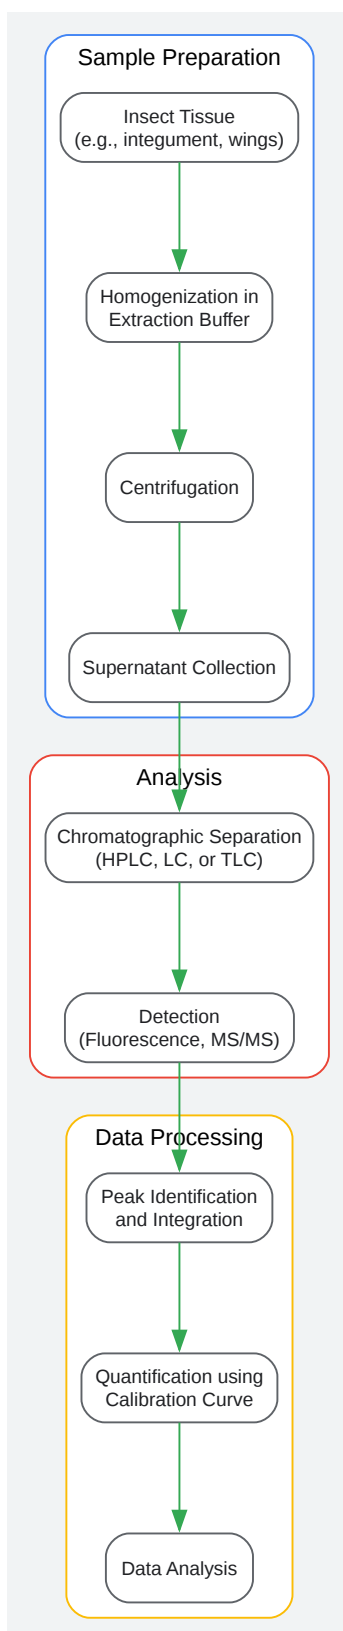 Sample Preparation
Insect Tissue
(e.g., integument, wings)
Homogenization in
Extraction Buffer
Centrifugation
Supernatant Collection
Analysis
Chromatographic Separation
(HPLC, LC, or TLC)
Detection
(Fluorescence, MS/MS)
Data Processing
Peak Identification
and Integration
Quantification using
Calibration Curve
Data Analysis